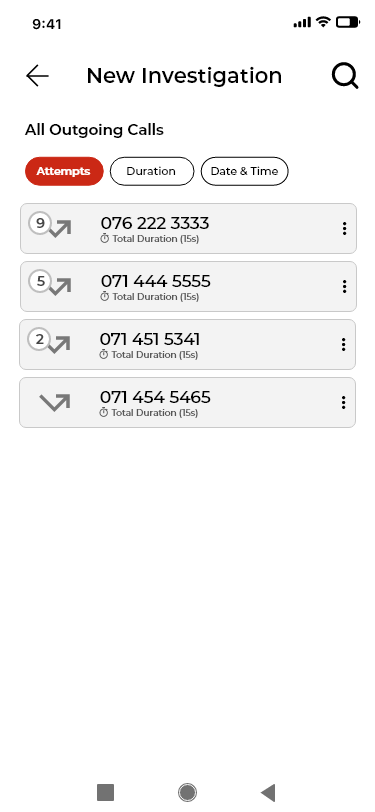 9:41
New Investigation
All Outgoing Calls
Attempts Duration Date & Time
9 076 222 3333
Total Duration (15s)
5 071 444 5555
Total Duration (15s)
2 071 451 5341
Total Duration (15s)
071 454 5465
Total Duration (15s)